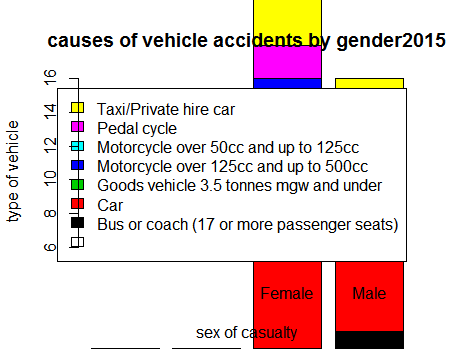 causes of vehicle accidents by gender2015
type of vehicle
16
14
12
10
8
6
Taxi/Private hire car
Pedal cycle
Motorcycle over 50cc and up to 125cc
Motorcycle over 125cc and up to 500cc
Goods vehicle 3.5 tonnes mgw and under
Car
Bus or coach (17 or more passenger seats)
Female
Male
sex of casualty